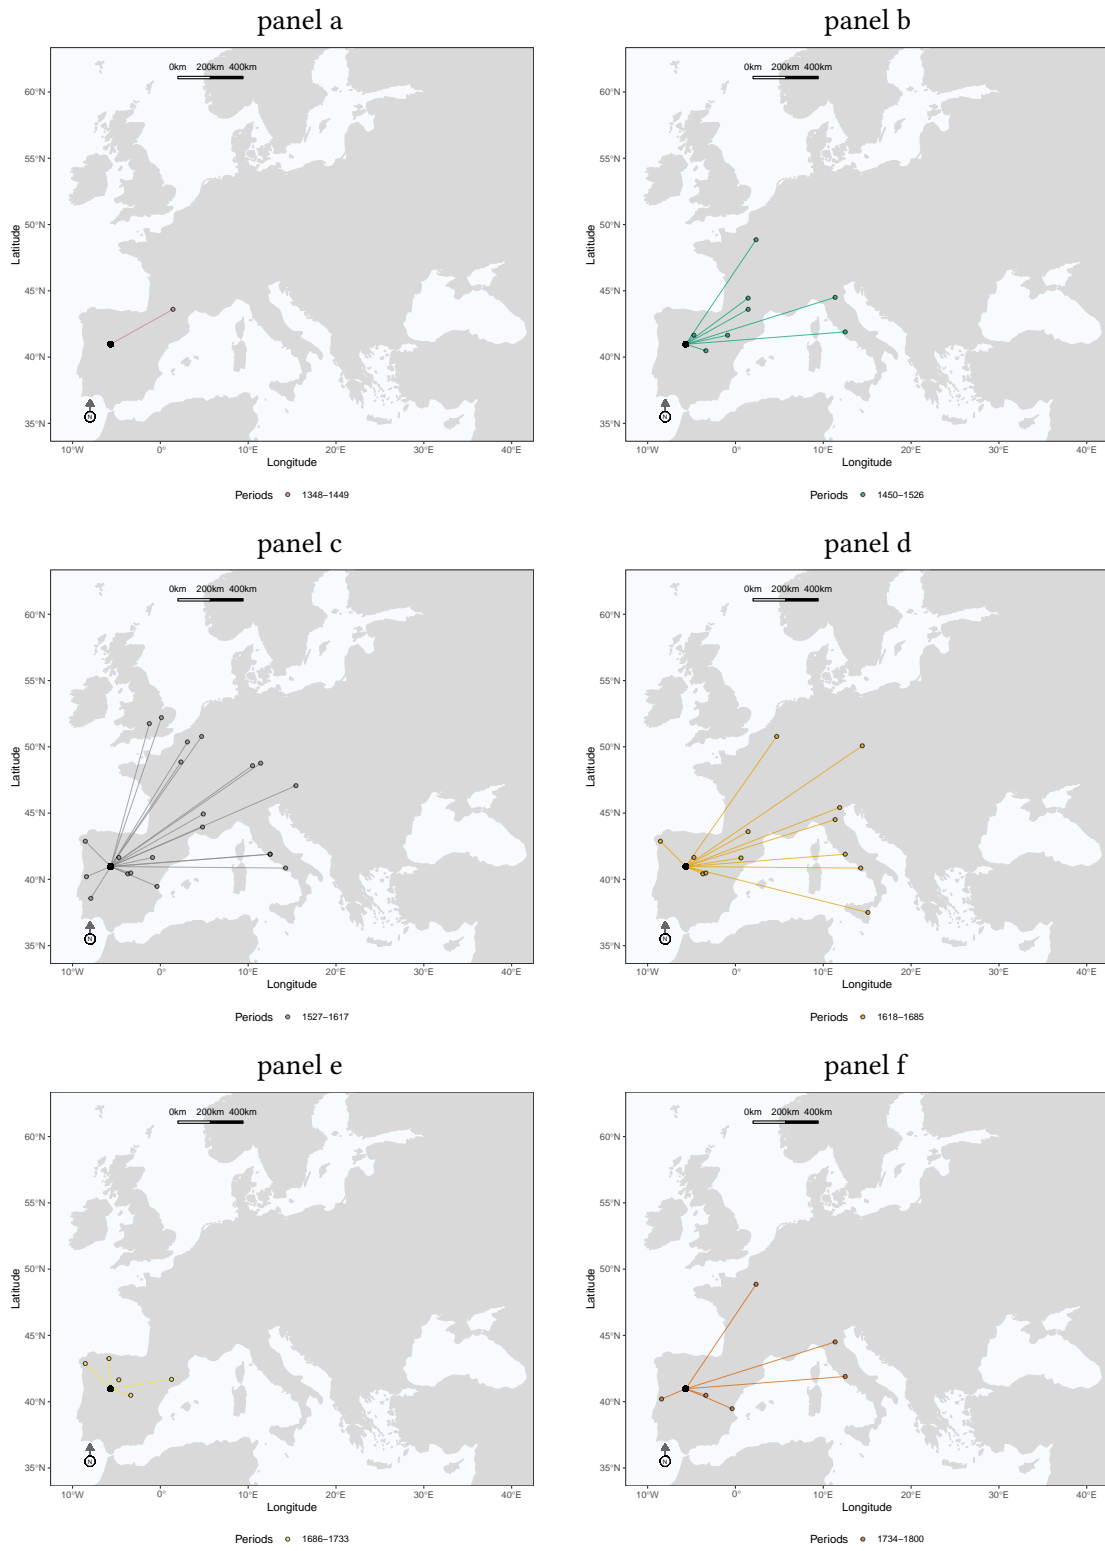 panel a
0km 200km 400km
60°N
55°N
50°N
45°N
40°N
35°N
Latitude
N
10°W 0° 10°E 20°E 30°E 40°E
Longitude
Periods 1348–1449
panel b
0km 200km 400km
60°N
55°N
50°N
45°N
40°N
35°N
Latitude
N
10°W 0° 10°E 20°E 30°E 40°E
Longitude
Periods 1450–1526
panel c
0km 200km 400km
60°N
55°N
50°N
45°N
40°N
35°N
Latitude
N
10°W 0° 10°E 20°E 30°E 40°E
Longitude
Periods 1527–1617
panel d
0km 200km 400km
60°N
55°N
50°N
45°N
40°N
35°N
Latitude
N
10°W 0° 10°E 20°E 30°E 40°E
Longitude
Periods 1618–1685
panel e
0km 200km 400km
60°N
55°N
50°N
45°N
40°N
35°N
Latitude
N
10°W 0° 10°E 20°E 30°E 40°E
Longitude
Periods 1686–1733
panel f
0km 200km 400km
60°N
55°N
50°N
45°N
40°N
35°N
Latitude
N
10°W 0° 10°E 20°E 30°E 40°E
Longitude
Periods 1734–1800